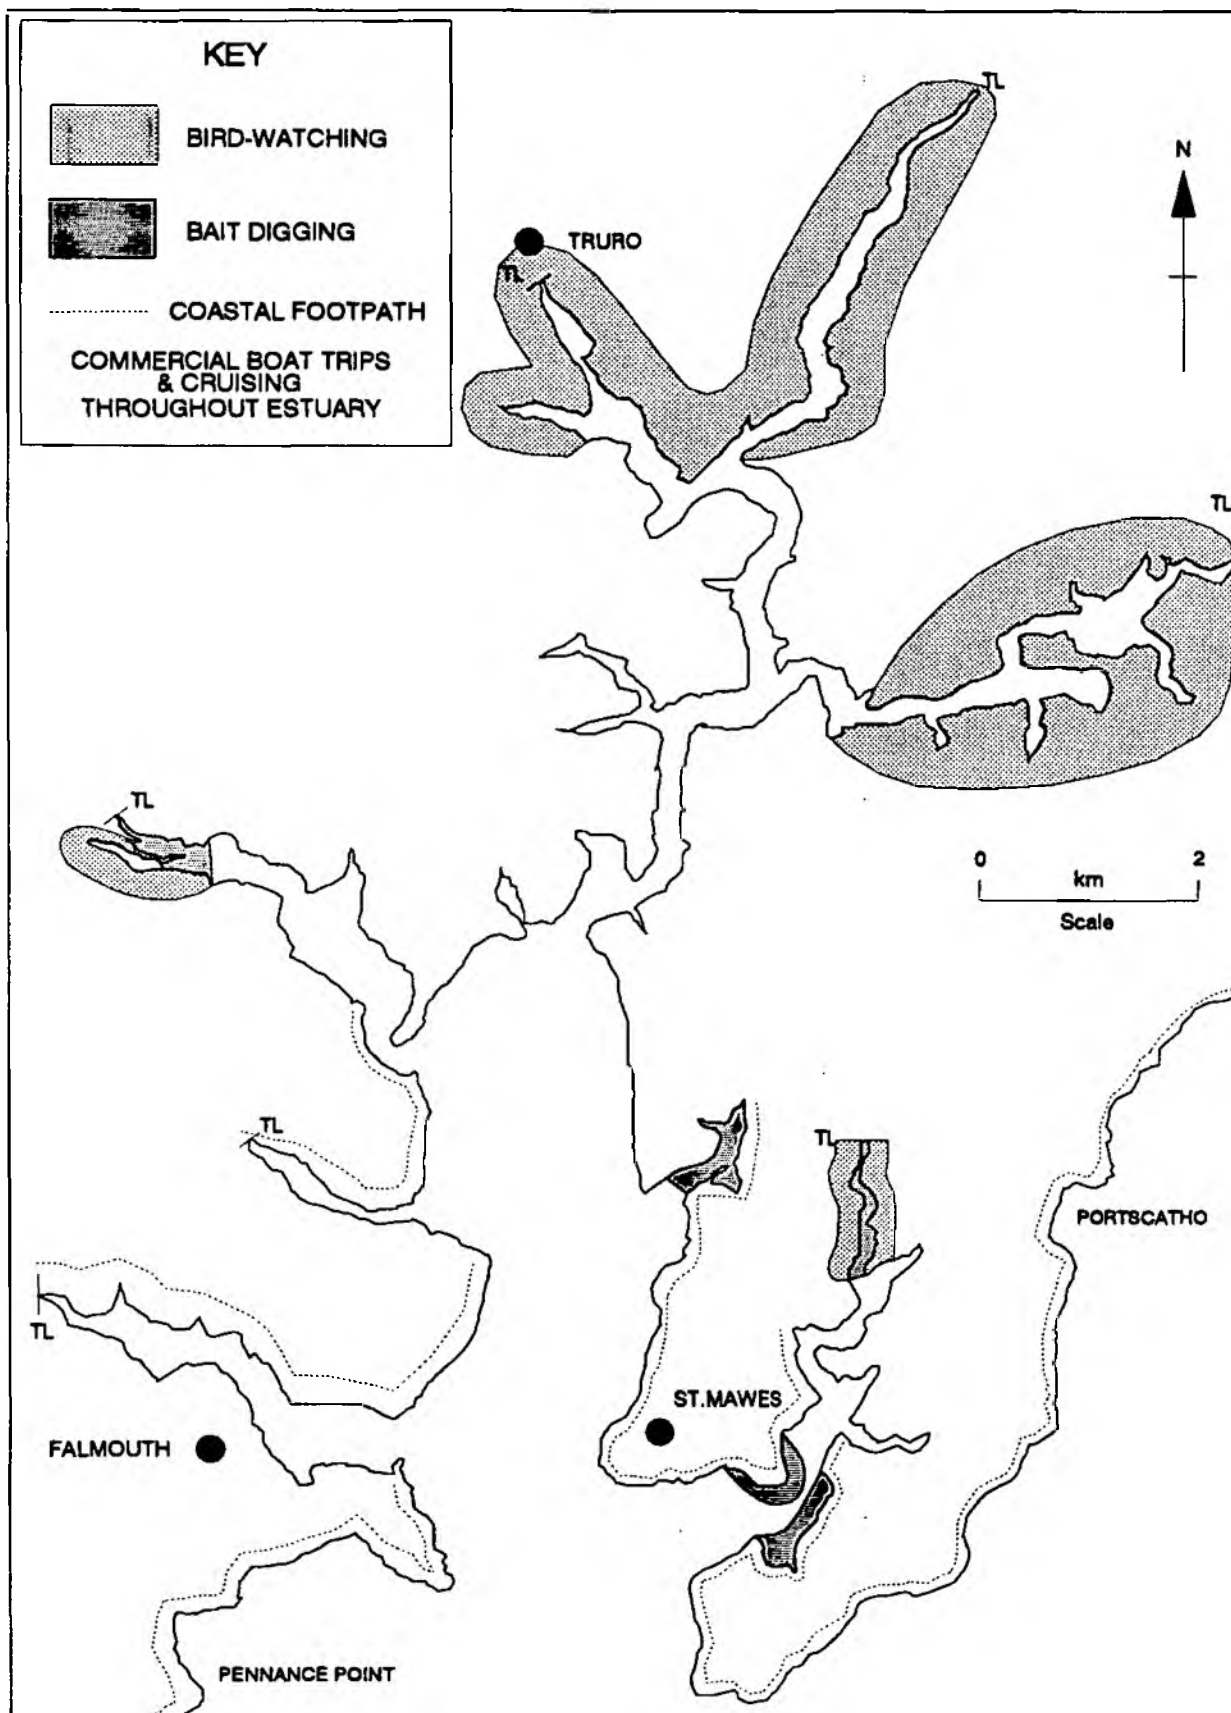 KEY
BIRD-WATCHING
BAIT DIGGING
COASTAL FOOTPATH
COMMERCIAL BOAT TRIPS
& CRUISING
THROUGHOUT ESTUARY
TL
N
TRURO
TL
TL
TL
0 2
km
Scale
TL
TL
PORTSCATHO
TL
ST.MAWES
FALMOUTH
PENNANCE POINT